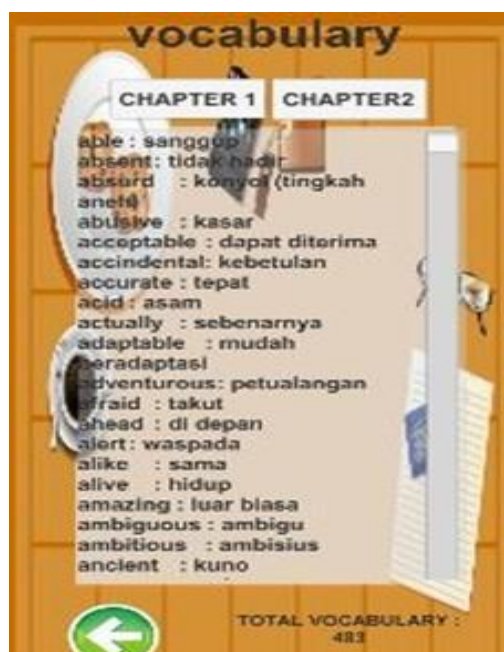 vocabulary
CHAPTER 1 CHAPTER2
able : sanggup
absent: tidak hadir
absurd : konyol (tingkah
aneh)
abusive : kasar
acceptable : dapat diterima
accindental: kebetulan
accurate : tepat
acid : asam
actually : sebenarnya
adaptable : mudah
beradaptasi
adventurous: petualangan
afraid : takut
ahead : di depan
alert: waspada
alike : sama
alive : hidup
amazing : luar biasa
ambiguous : ambigu
ambitious : ambisius
ancient : kuno
TOTAL VOCABULARY :
483